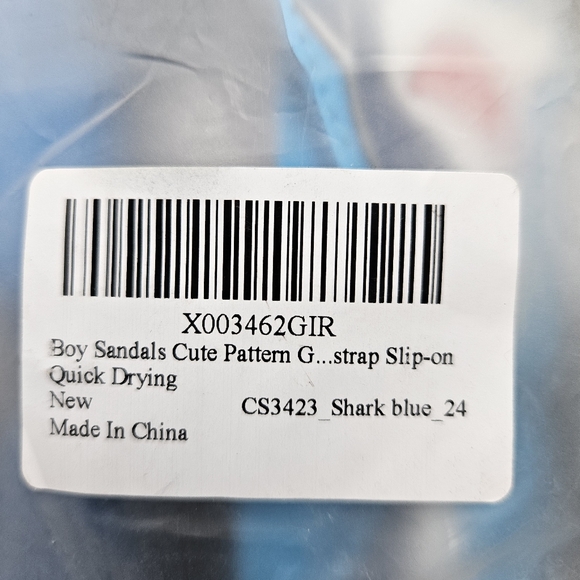 X003462GIR
Boy Sandals Cute Pattern G...strap Slip-on
Quick Drying
New CS3423_Shark blue_24
Made In China